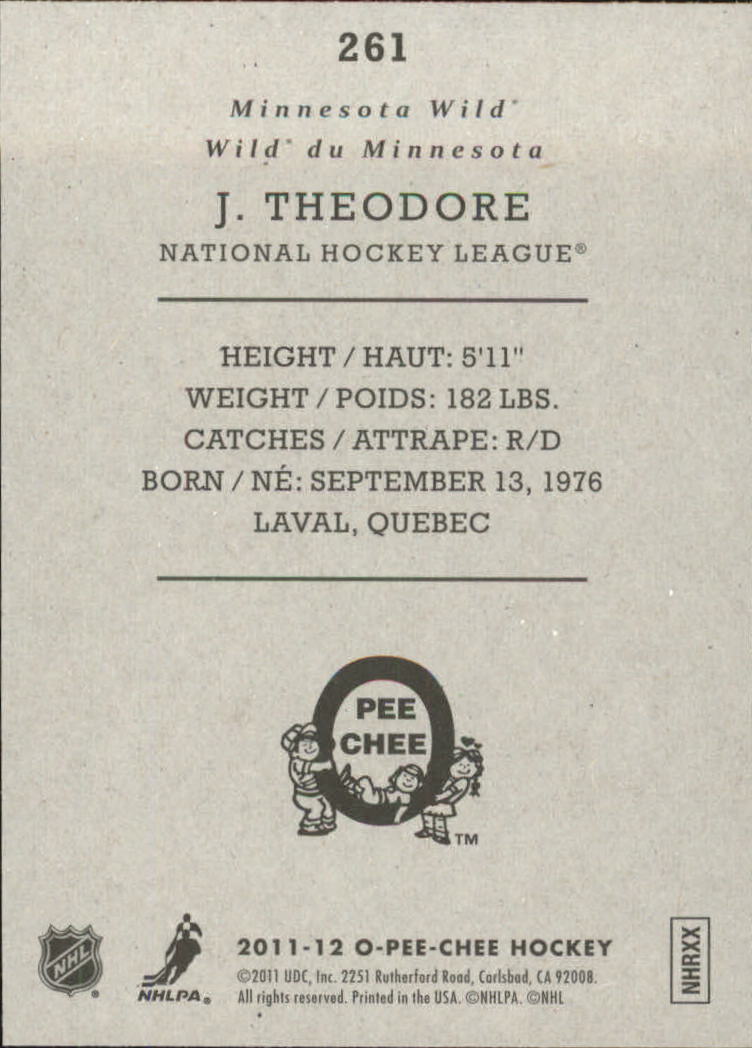 261
Minnesota Wild®
Wild® du Minnesota
J. THEODORE
NATIONAL HOCKEY LEAGUE®
HEIGHT / HAUT: 5'11"
WEIGHT / POIDS: 182 LBS.
CATCHES / ATTRAPE: R/D
BORN / NÉ: SEPTEMBER 13, 1976
LAVAL, QUEBEC
O
PEE
CHEE
TM
NHL®
NHLPA®
2011-12 O-PEE-CHEE HOCKEY
©2011 UDC, Inc. 2251 Rutherford Road, Carlsbad, CA 92008.
All rights reserved. Printed in the USA. ©NHLPA. ©NHL
NHRXX